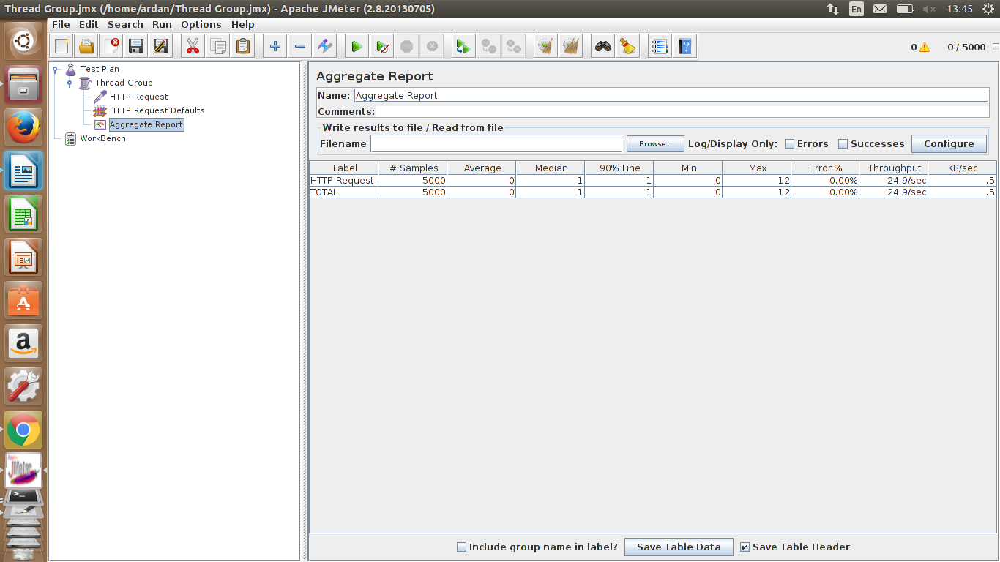 Thread Group.jmx (/home/ardan/Thread Group.jmx) - Apache JMeter (2.8.20130705) En 13:45
File Edit Search Run Options Help
0 0 / 5000
Test Plan
Thread Group
HTTP Request
HTTP Request Defaults
Aggregate Report
WorkBench
Aggregate Report
Name: Aggregate Report
Comments:
Write results to file / Read from file
Filename Browse... Log/Display Only: Errors Successes Configure
Label # Samples Average Median 90% Line Min Max Error % Throughput KB/sec
HTTP Request 5000 0 1 1 0 12 0.00% 24.9/sec .5
TOTAL 5000 0 1 1 0 12 0.00% 24.9/sec .5
Include group name in label? Save Table Data Save Table Header
A
a
JMeter